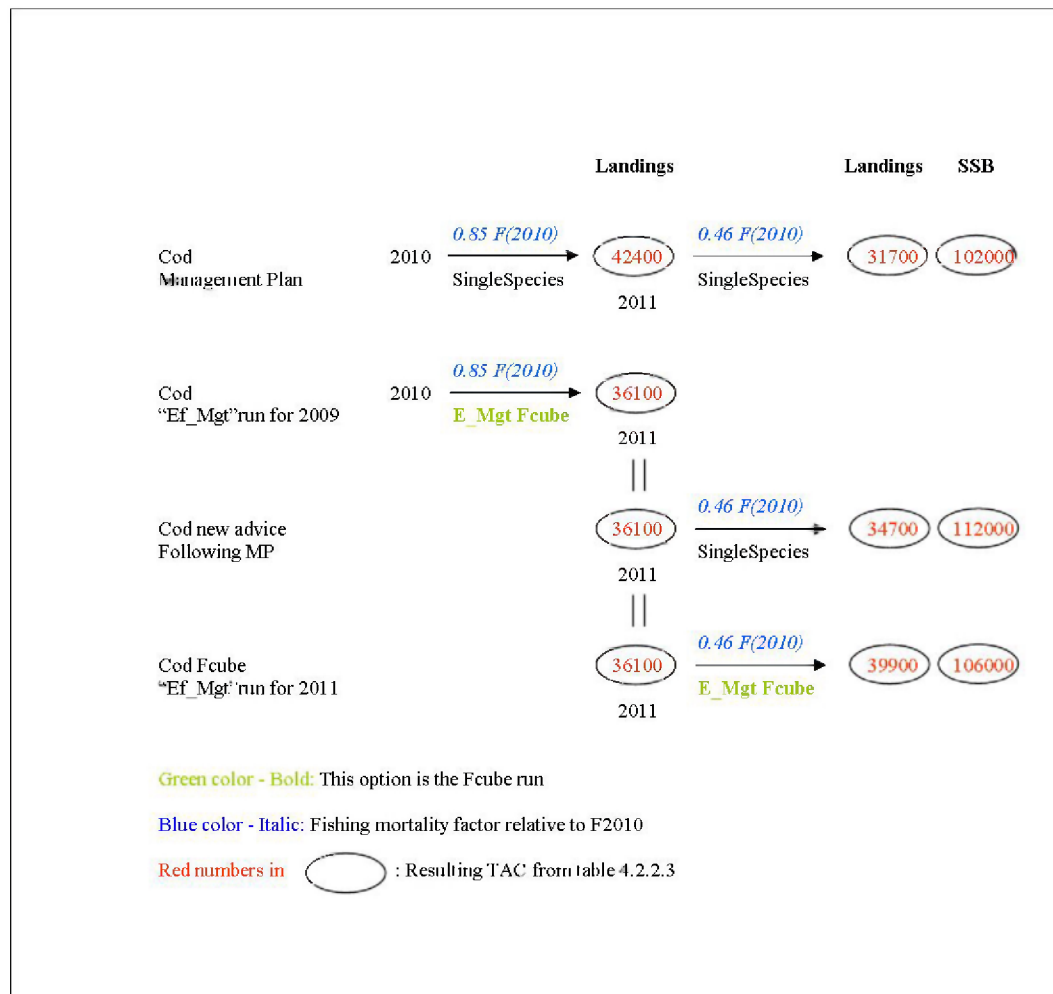 Landings Landings SSB
0.85 F(2010) 0.46 F(2010)
Cod 2010 42400 31700 102000
Management Plan SingleSpecies SingleSpecies
2011
0.85 F(2010)
Cod 2010 36100
“Ef_Mgt”run for 2009 E_Mgt Fcube
2011
0.46 F(2010)
Cod new advice 36100 34700 112000
Following MP SingleSpecies
2011
0.46 F(2010)
Cod Fcube 36100 39900 106000
“Ef_Mgt”run for 2011 E_Mgt Fcube
2011
Green color - Bold: This option is the Fcube run
Blue color - Italic: Fishing mortality factor relative to F2010
Red numbers in : Resulting TAC from table 4.2.2.3